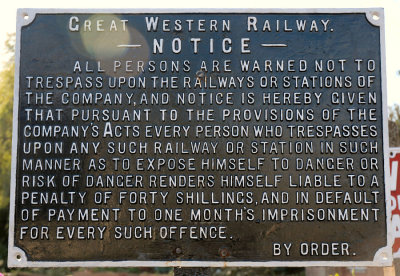 GREAT WESTERN RAILWAY.
— NOTICE —
ALL PERSONS ARE WARNED NOT TO
TRESPASS UPON THE RAILWAYS OR STATIONS OF
THE COMPANY, AND NOTICE IS HEREBY GIVEN
THAT PURSUANT TO THE PROVISIONS OF THE
COMPANY'S ACTS EVERY PERSON WHO TRESPASSES
UPON ANY SUCH RAILWAY OR STATION IN SUCH
MANNER AS TO EXPOSE HIMSELF TO DANGER OR
RISK OF DANGER RENDERS HIMSELF LIABLE TO A
PENALTY OF FORTY SHILLINGS, AND IN DEFAULT
OF PAYMENT TO ONE MONTH'S IMPRISONMENT
FOR EVERY SUCH OFFENCE.
BY ORDER.